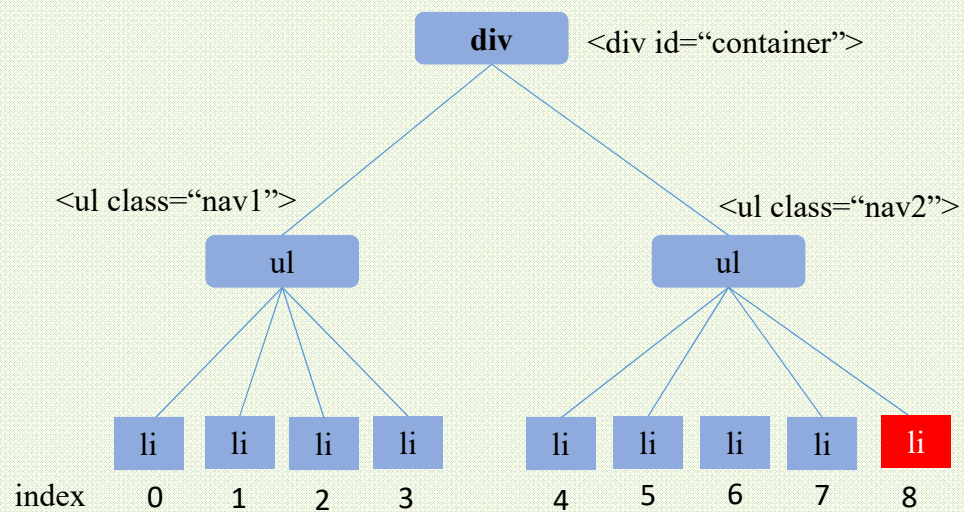 div <div id=“container”>
<ul class=“nav1”> <ul class=“nav2”>
ul ul
li li li li li li li li li
index 0 1 2 3 4 5 6 7 8